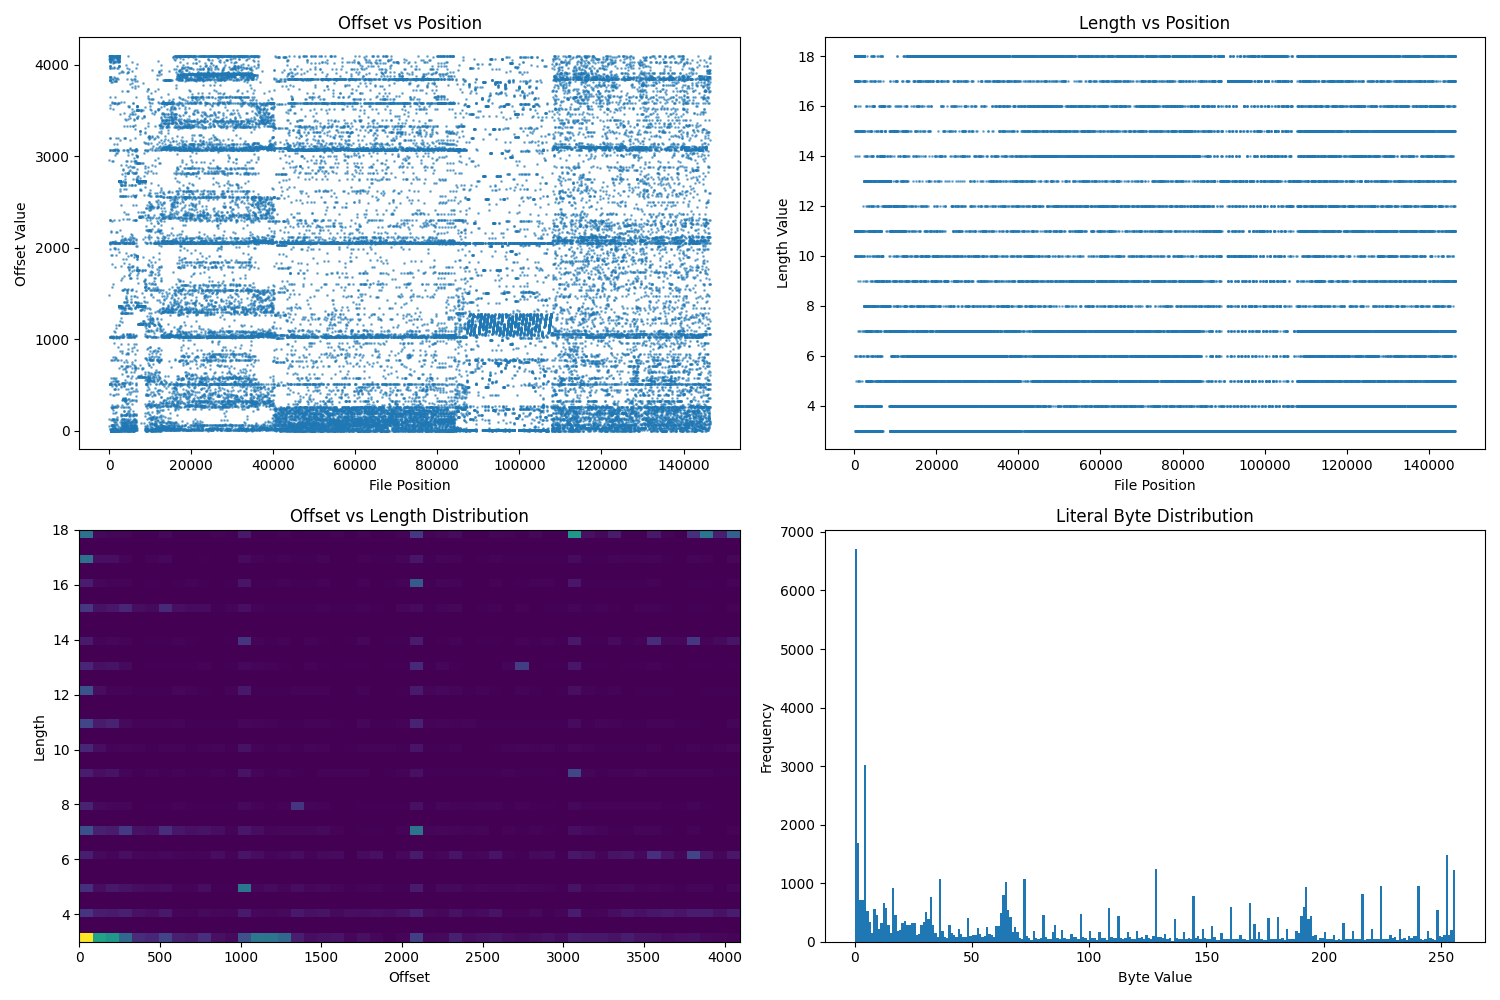 Offset vs Position
Offset Value
4000
3000
2000
1000
0
0 20000 40000 60000 80000 100000 120000 140000
File Position
Length vs Position
Length Value
18
16
14
12
10
8
6
4
0 20000 40000 60000 80000 100000 120000 140000
File Position
Offset vs Length Distribution
Length
18
16
14
12
10
8
6
4
0 500 1000 1500 2000 2500 3000 3500 4000
Offset
Literal Byte Distribution
Frequency
7000
6000
5000
4000
3000
2000
1000
0
0 50 100 150 200 250
Byte Value